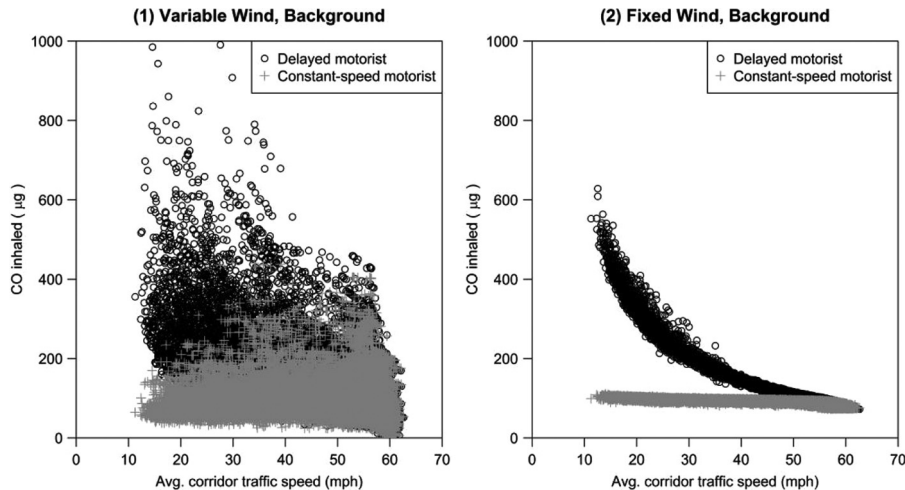 (1) Variable Wind, Background
1000
800
600
400
200
0
CO inhaled ( µg )
Delayed motorist
Constant-speed motorist
0 10 20 30 40 50 60 70
Avg. corridor traffic speed (mph)
(2) Fixed Wind, Background
1000
800
600
400
200
0
CO inhaled ( µg )
Delayed motorist
Constant-speed motorist
0 10 20 30 40 50 60 70
Avg. corridor traffic speed (mph)